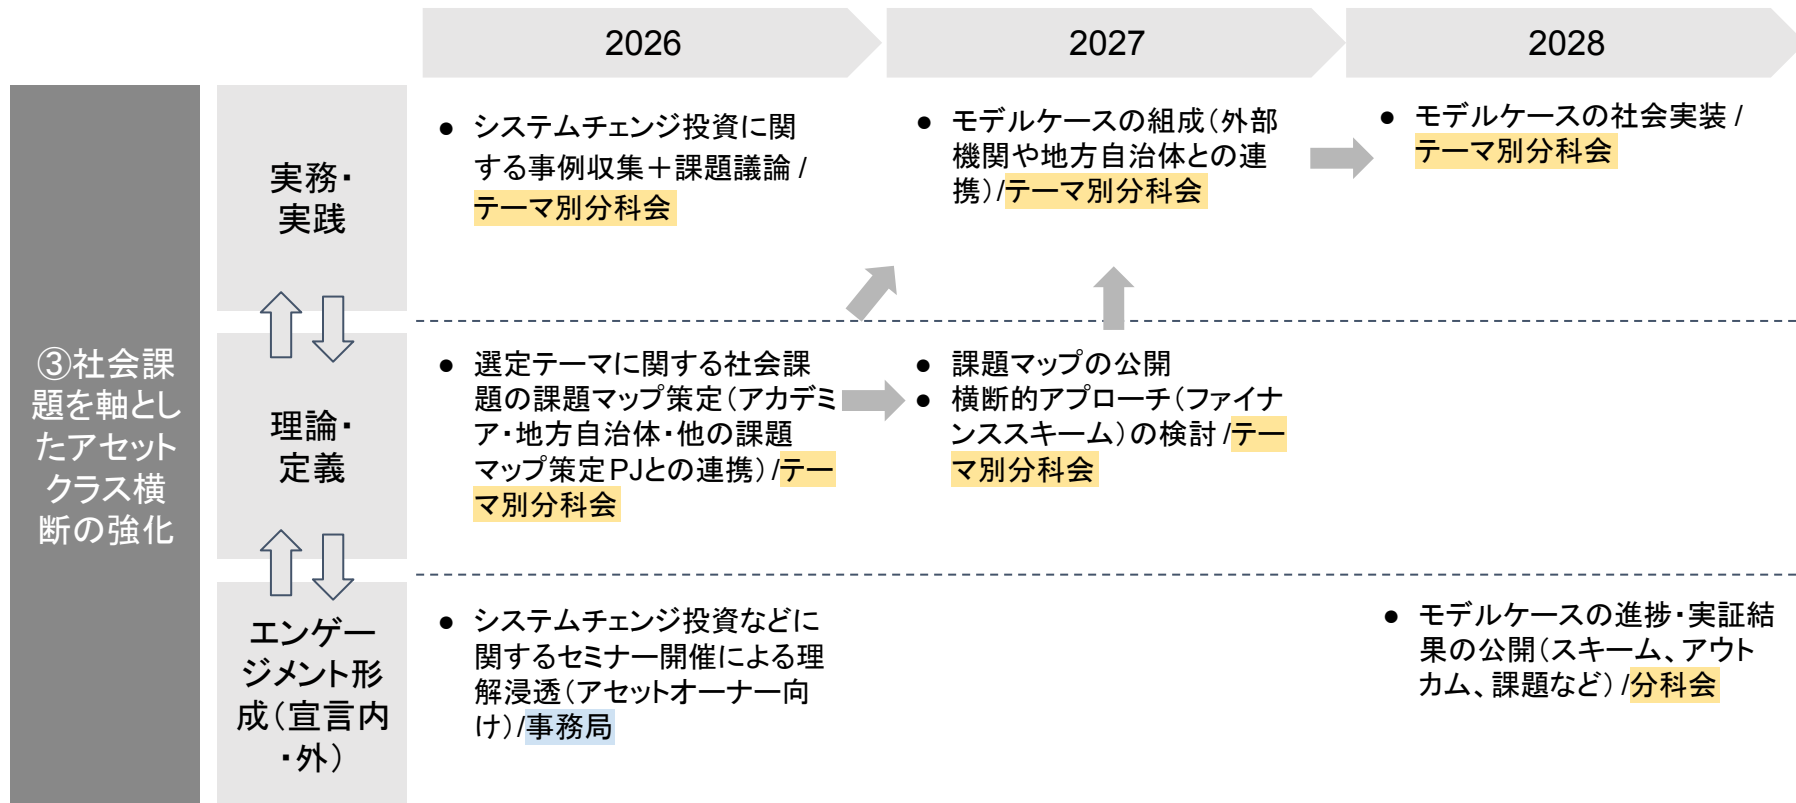 2026
2027
2028
③社会課
題を軸とし
たアセット
クラス横
断の強化
実務・
実践
● システムチェンジ投資に関
する事例収集＋課題議論 /
テーマ別分科会
● モデルケースの組成（外部
機関や地方自治体との連
携）/テーマ別分科会
● モデルケースの社会実装 /
テーマ別分科会
理論・
定義
● 選定テーマに関する社会課
題の課題マップ策定（アカデミ
ア・地方自治体・他の課題
マップ策定PJとの連携）/テー
マ別分科会
● 課題マップの公開
● 横断的アプローチ（ファイナ
ンススキーム）の検討 /テー
マ別分科会
エンゲー
ジメント形
成（宣言内
・外）
● システムチェンジ投資などに
関するセミナー開催による理
解浸透（アセットオーナー向
け）/事務局
● モデルケースの進捗・実証結
果の公開（スキーム、アウト
カム、課題など）/分科会